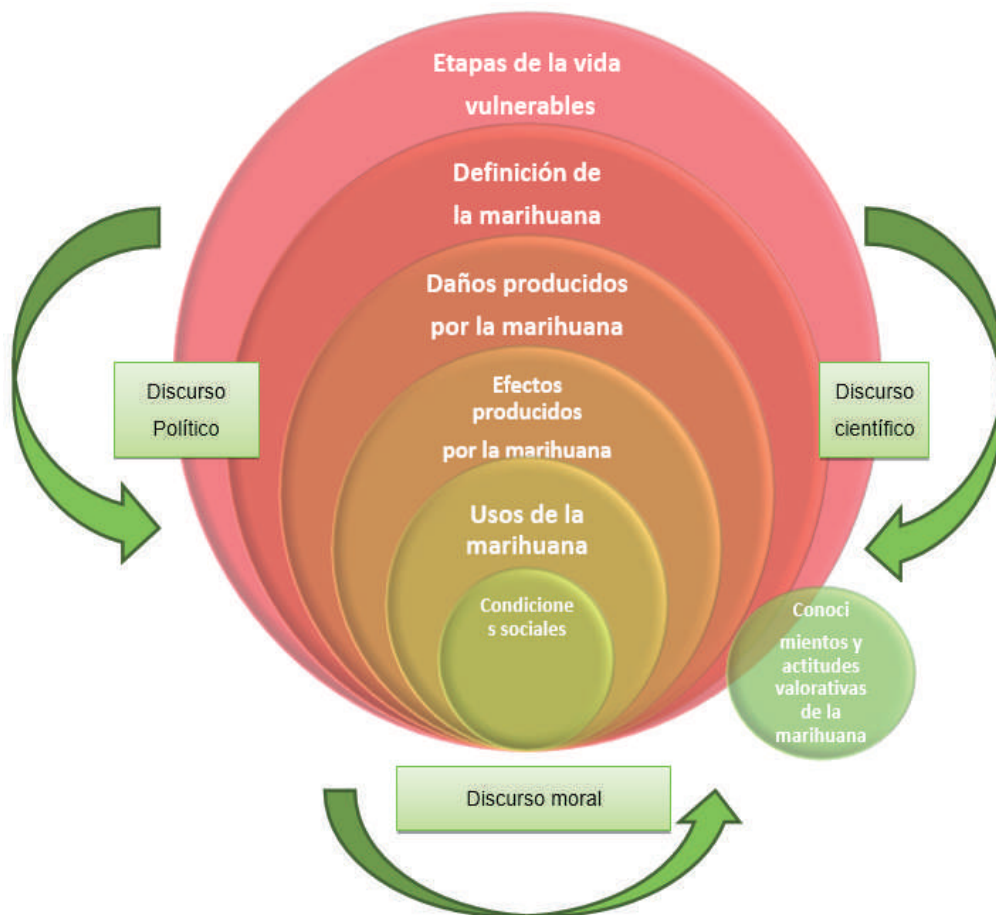 Etapas de la vida
vulnerables
Definición de
la marihuana
Daños producidos
por la marihuana
Efectos
producidos
por la marihuana
Usos de la
marihuana
Condicione
s sociales
Discurso
Político
Discurso
científico
Conoci
mientos y
actitudes
valorativas
de la
marihuana
Discurso moral